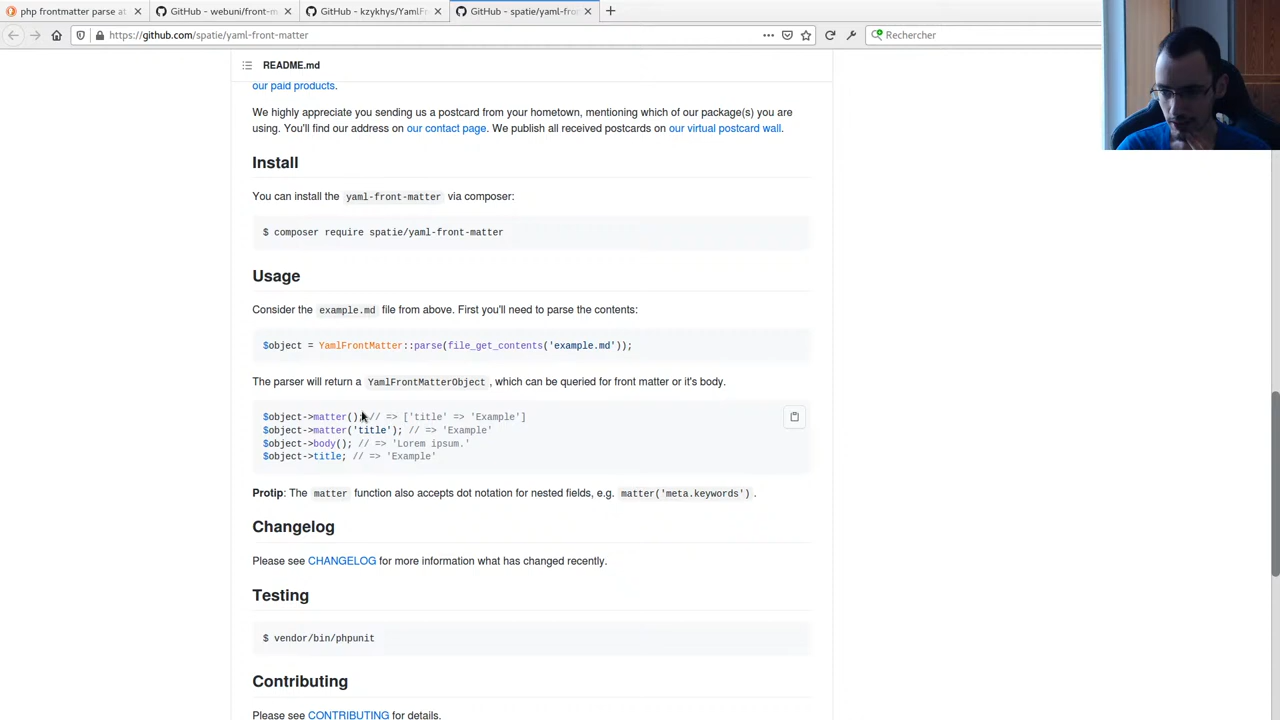 php frontmatter parse at
GitHub - webuni/front-m
GitHub - kzykhys/YamlFr
GitHub - spatie/yaml-fro
https://github.com/spatie/yaml-front-matter
Rechercher
README.md
our paid products.
We highly appreciate you sending us a postcard from your hometown, mentioning which of our package(s) you are
using. You'll find our address on our contact page. We publish all received postcards on our virtual postcard wall.
Install
You can install the yaml-front-matter via composer:
$ composer require spatie/yaml-front-matter
Usage
Consider the example.md file from above. First you'll need to parse the contents:
$object = YamlFrontMatter::parse(file_get_contents('example.md'));
The parser will return a YamlFrontMatterObject, which can be queried for front matter or it's body.
$object->matter(); // => ['title' => 'Example']
$object->matter('title'); // => 'Example'
$object->body(); // => 'Lorem ipsum.'
$object->title; // => 'Example'
Protip: The matter function also accepts dot notation for nested fields, e.g. matter('meta.keywords').
Changelog
Please see CHANGELOG for more information what has changed recently.
Testing
$ vendor/bin/phpunit
Contributing
Please see CONTRIBUTING for details.